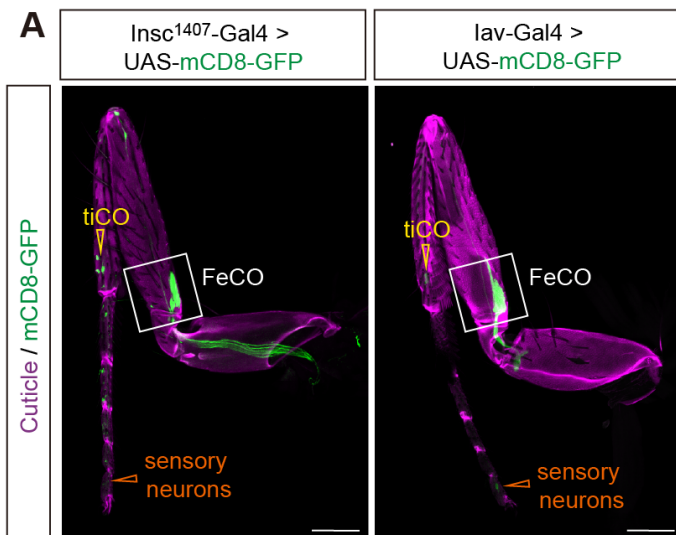 A
Insc1407-Gal4 >
UAS-mCD8-GFP
Iav-Gal4 >
UAS-mCD8-GFP
Cuticle / mCD8-GFP
tiCO
FeCO
sensory
neurons
tiCO
FeCO
sensory
neurons